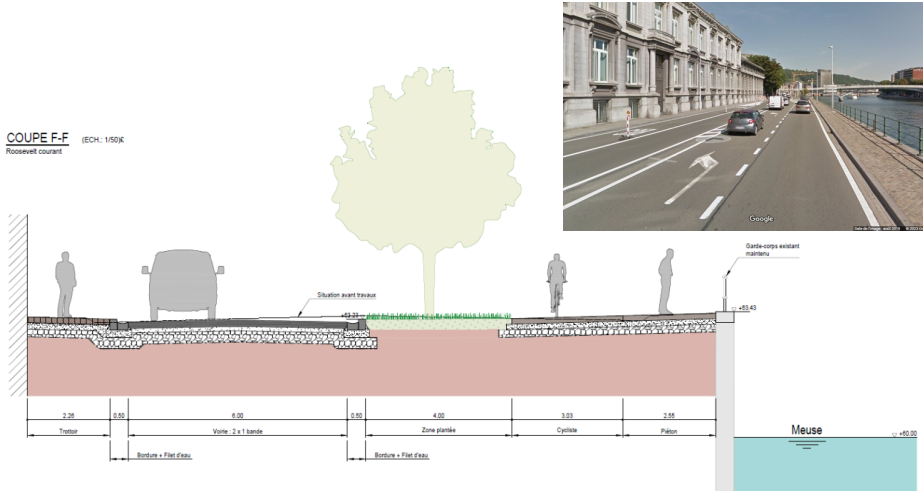 COUPE F-F (ECH.: 1/50)€
Roosevelt courant
Google
Garde-corps existant
maintenu
Situation avant travaux
+63.23
+63.43
2.26
0.50
6.00
0.50
4.00
3.03
2.55
Trottoir
Voirie : 2 x 1 bande
Zone plantée
Cycliste
Piéton
Bordure + Filet d'eau
Bordure + Filet d'eau
Meuse
+60.00